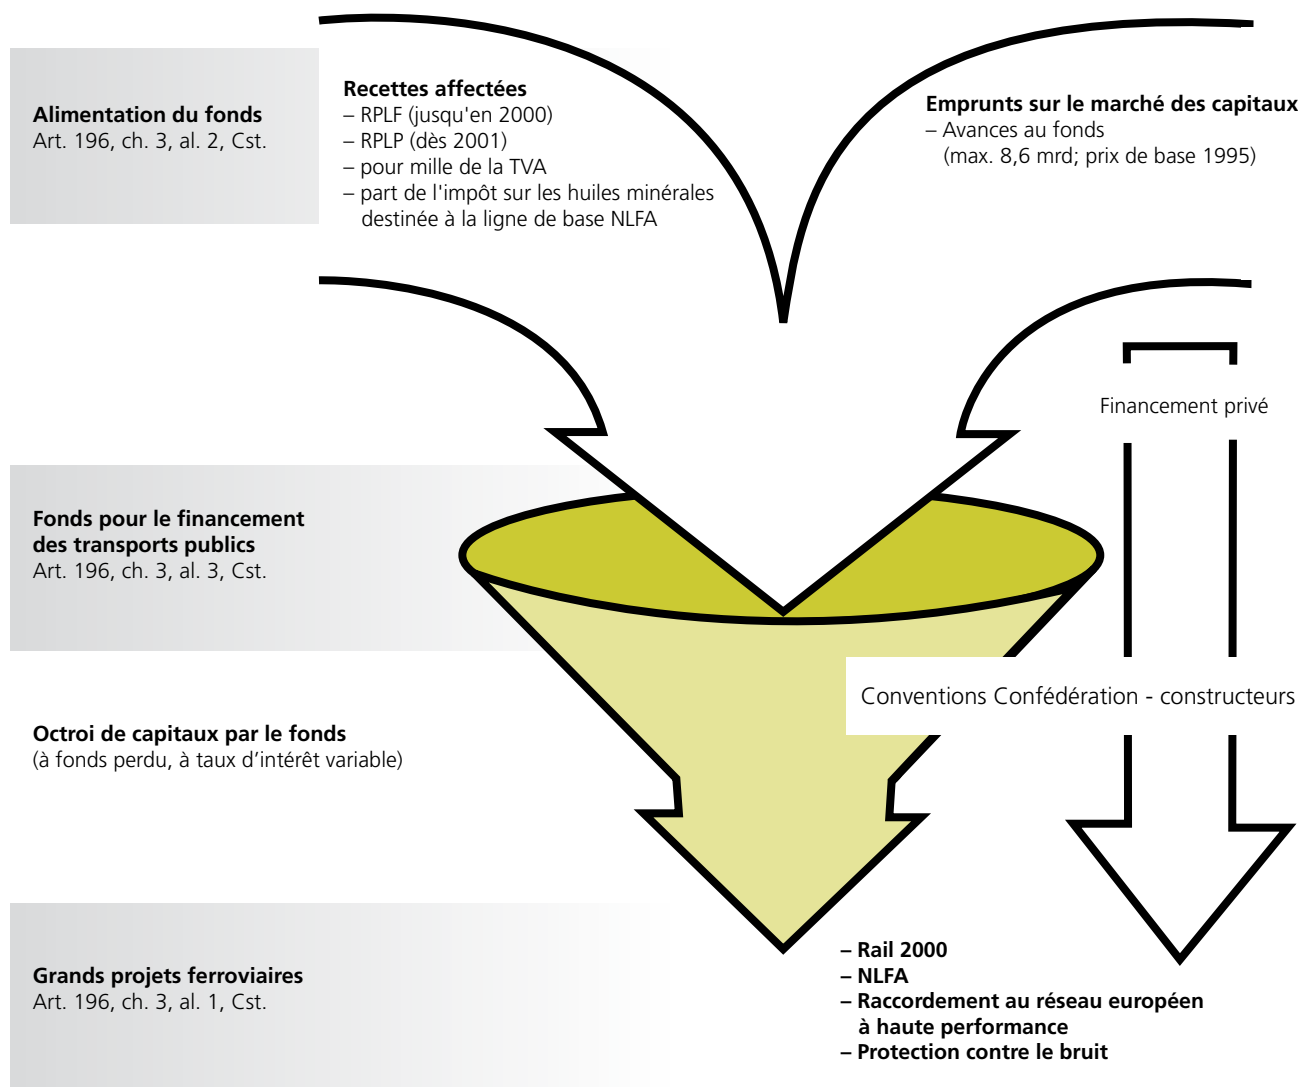 Alimentation du fonds
Art. 196, ch. 3, al. 2, Cst.
Recettes affectées
– RPLF (jusqu'en 2000)
– RPLP (dès 2001)
– pour mille de la TVA
– part de l'impôt sur les huiles minérales
destinée à la ligne de base NLFA
Emprunts sur le marché des capitaux
– Avances au fonds
(max. 8,6 mrd; prix de base 1995)
Financement privé
Fonds pour le financement
des transports publics
Art. 196, ch. 3, al. 3, Cst.
Conventions Confédération - constructeurs
Octroi de capitaux par le fonds
(à fonds perdu, à taux d’intérêt variable)
Grands projets ferroviaires
Art. 196, ch. 3, al. 1, Cst.
– Rail 2000
– NLFA
– Raccordement au réseau européen
à haute performance
– Protection contre le bruit